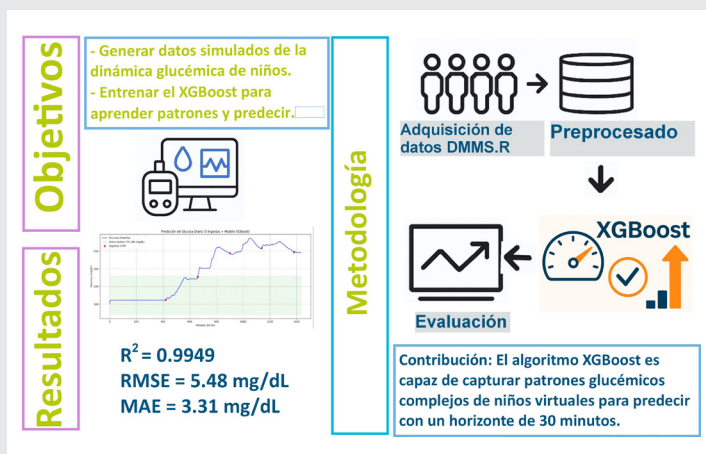 Objetivos
- Generar datos simulados de la
dinámica glucémica de niños.
- Entrenar el XGBoost para
aprender patrones y predecir.
Resultados
R² = 0.9949
RMSE = 5.48 mg/dL
MAE = 3.31 mg/dL
Metodología
Adquisición de
datos DMMS.R
Preprocesado
XGBoost
Evaluación
Contribución: El algoritmo XGBoost es
capaz de capturar patrones glucémicos
complejos de niños virtuales para predecir
con un horizonte de 30 minutos.